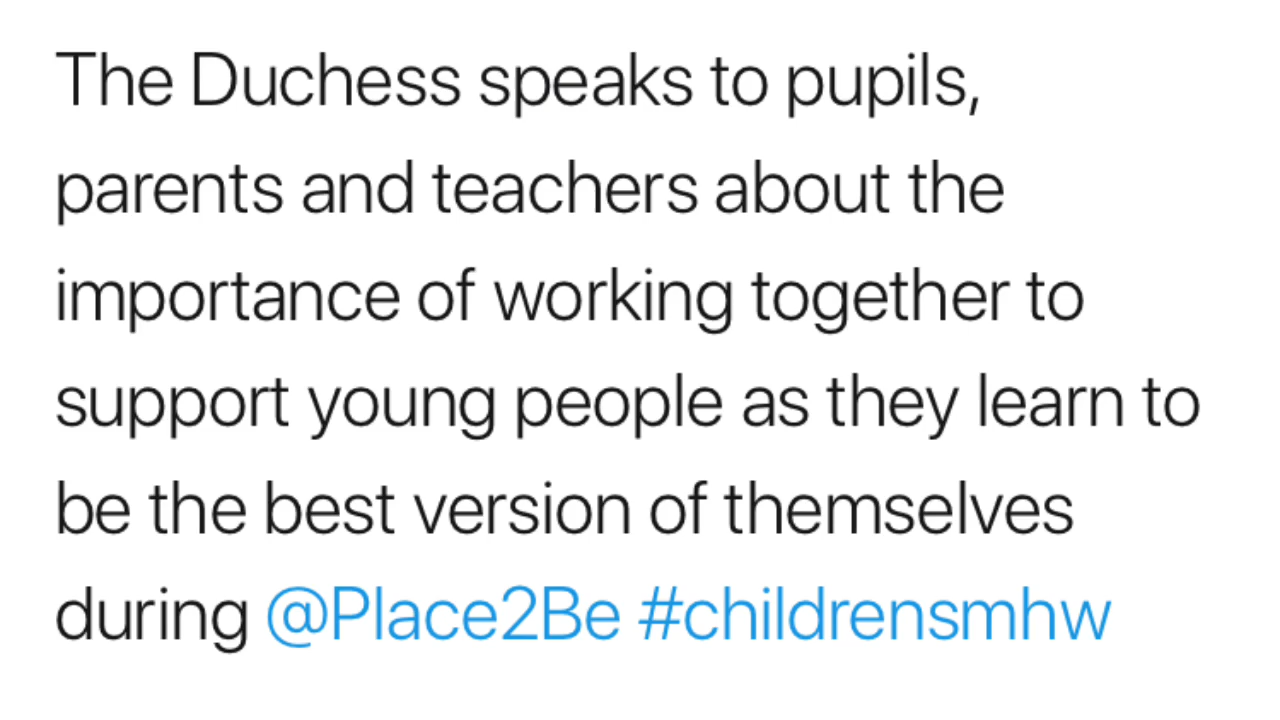 The Duchess speaks to pupils,
parents and teachers about the
importance of working together to
support young people as they learn to
be the best version of themselves
during @Place2Be #childrensmhw